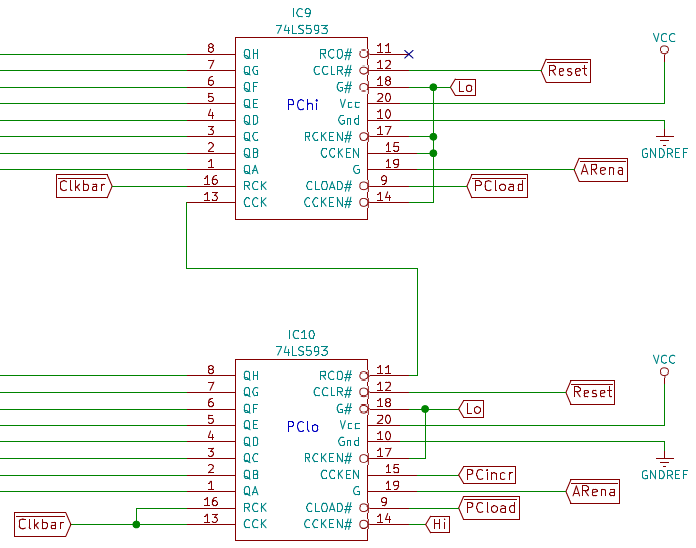 IC9
74LS593
PChi
8 QH RCO# 11
7 QG CCLR# 12 Reset
6 QF G# 18 Lo
5 QE Vcc 20 VCC
4 QD Gnd 10 GNDREF
3 QC RCKEN# 17
2 QB CCKEN 15
1 QA G 19 ARena
Clkbar 16 RCK CLOAD# 9 PCload
13 CCK CCKEN# 14
IC10
74LS593
PClo
8 QH RCO# 11
7 QG CCLR# 12 Reset
6 QF G# 18 Lo
5 QE Vcc 20 VCC
4 QD Gnd 10 GNDREF
3 QC RCKEN# 17
2 QB CCKEN 15 PCincr
1 QA G 19 ARena
16 RCK CLOAD# 9 PCload
Clkbar 13 CCK CCKEN# 14 Hi